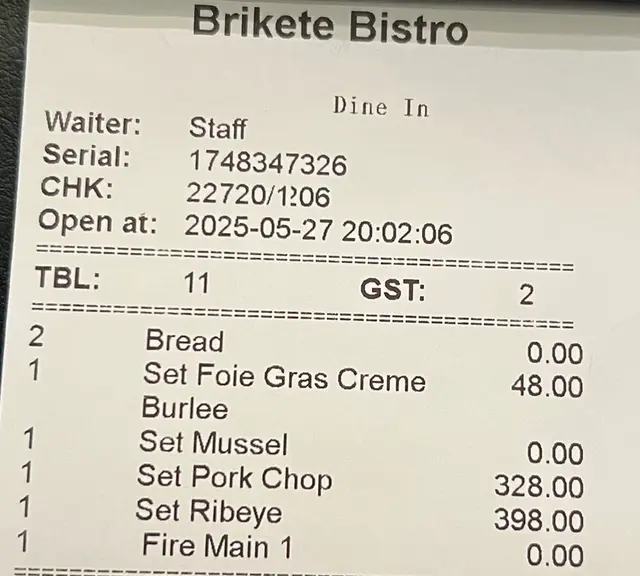 Brikete Bistro
Dine In
Waiter: Staff
Serial: 1748347326
CHK: 22720/1206
Open at: 2025-05-27 20:02:06
TBL: 11 GST: 2
2 Bread 0.00
1 Set Foie Gras Creme 48.00
Burlee
1 Set Mussel 0.00
1 Set Pork Chop 328.00
1 Set Ribeye 398.00
1 Fire Main 1 0.00